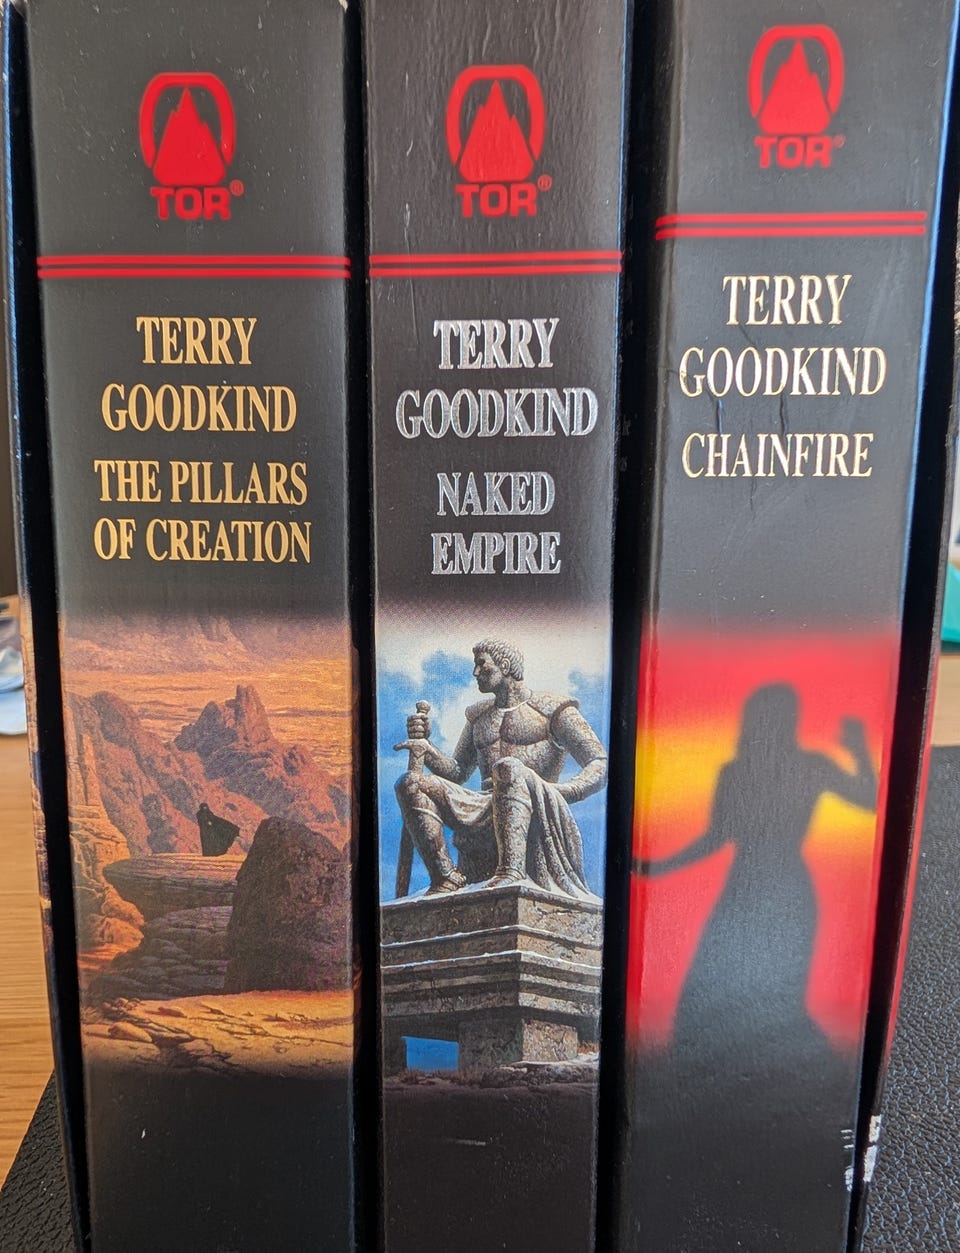 TOR®
TERRY
GOODKIND
THE PILLARS
OF CREATION
TOR®
TERRY
GOODKIND
NAKED
EMPIRE
TOR®
TERRY
GOODKIND
CHAINFIRE